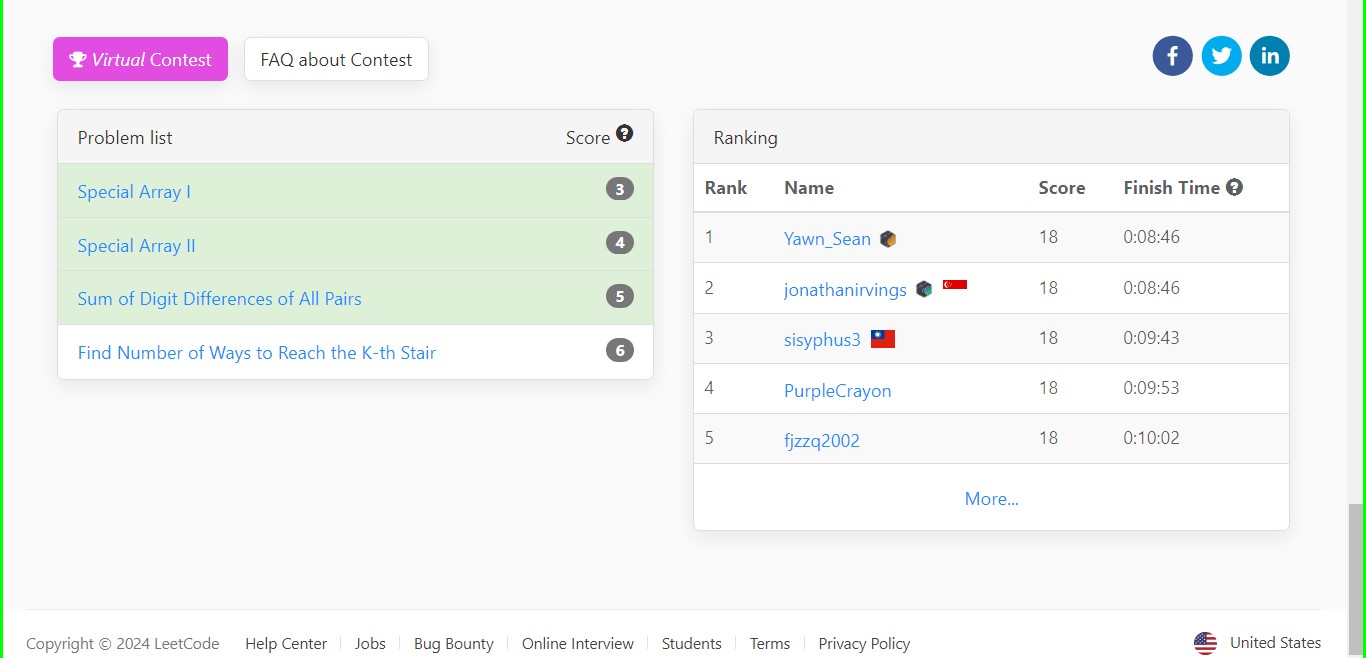 Virtual Contest FAQ about Contest
Problem list Score
Special Array I 3
Special Array II 4
Sum of Digit Differences of All Pairs 5
Find Number of Ways to Reach the K-th Stair 6
Ranking
Rank Name Score Finish Time
1 Yawn_Sean 18 0:08:46
2 jonathanirvings 18 0:08:46
3 sisyphus3 18 0:09:43
4 PurpleCrayon 18 0:09:53
5 fjzzq2002 18 0:10:02
More...
Copyright © 2024 LeetCode Help Center Jobs Bug Bounty Online Interview Students Terms Privacy Policy United States